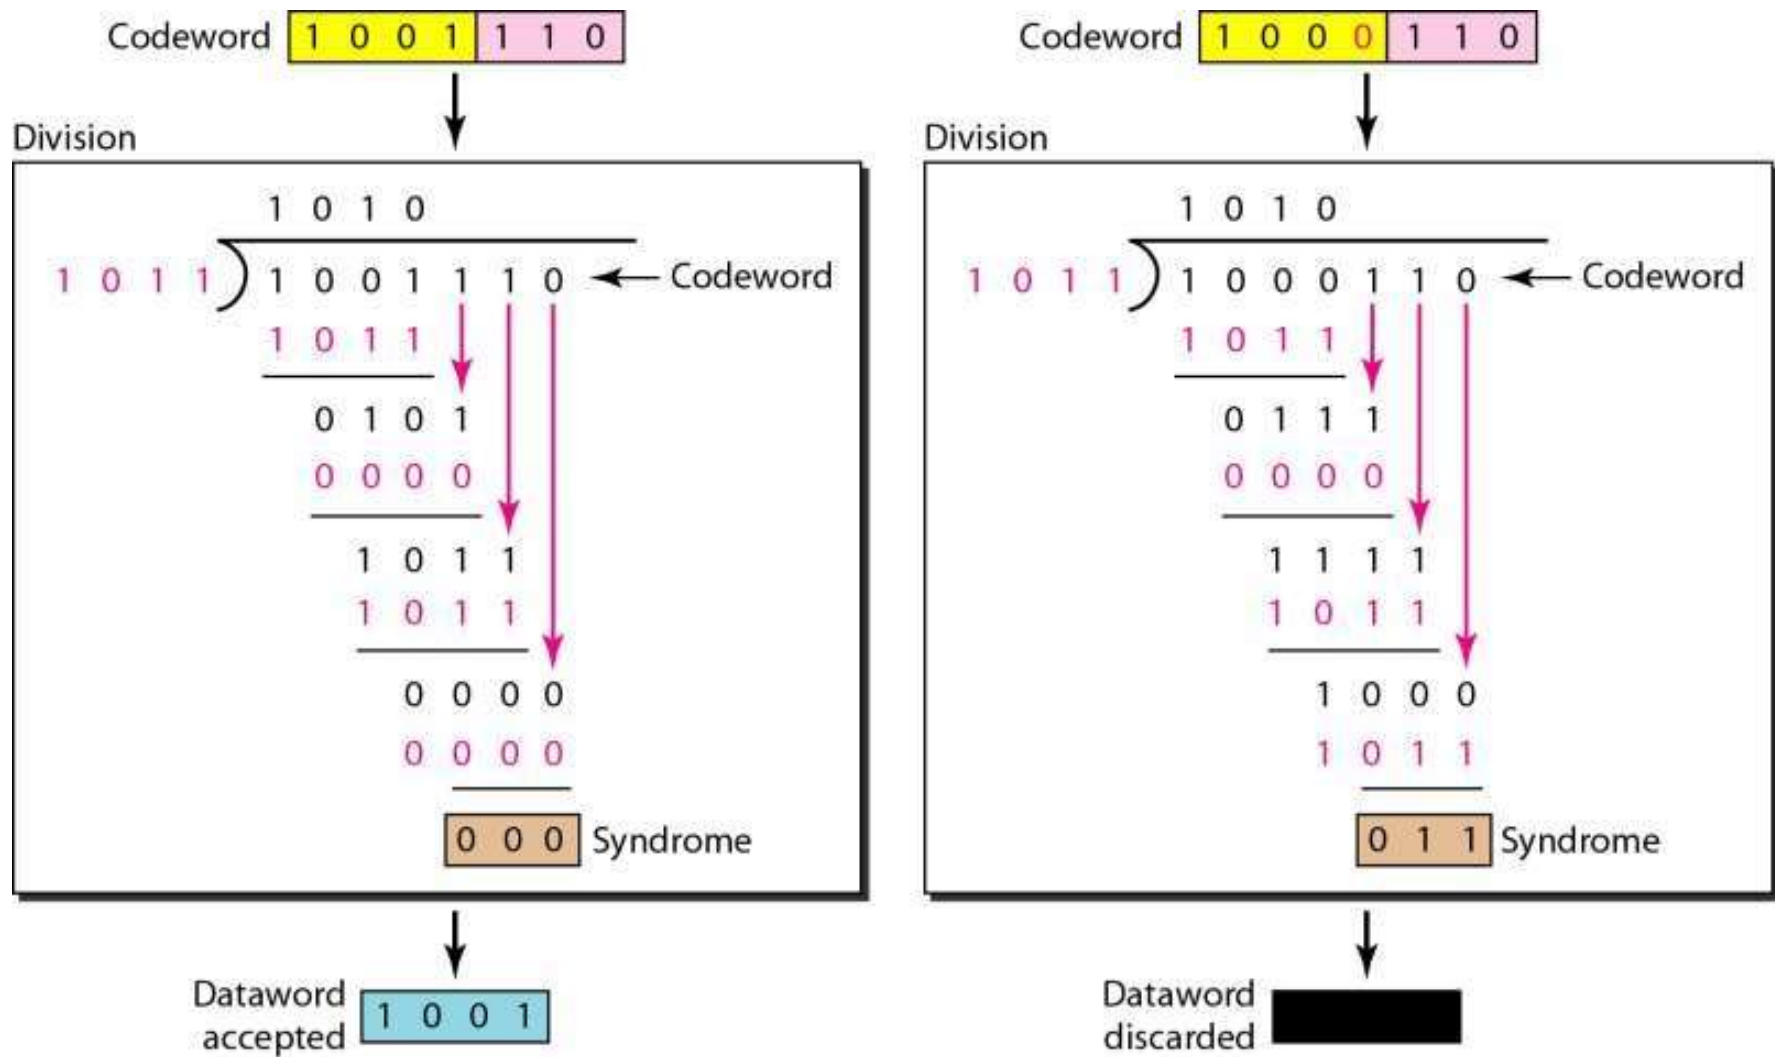 Codeword 1 0 0 1 1 1 0
Division
1 0 1 0
1 0 1 1 1 0 0 1 1 1 0 Codeword
1 0 1 1
0 1 0 1
0 0 0 0
1 0 1 1
1 0 1 1
0 0 0 0
0 0 0 0
0 0 0 Syndrome
Dataword
accepted 1 0 0 1
Codeword 1 0 0 0 1 1 0
Division
1 0 1 0
1 0 1 1 1 0 0 0 1 1 0 Codeword
1 0 1 1
0 1 1 1
0 0 0 0
1 1 1 1
1 0 1 1
1 0 0 0
1 0 1 1
0 1 1 Syndrome
Dataword
discarded